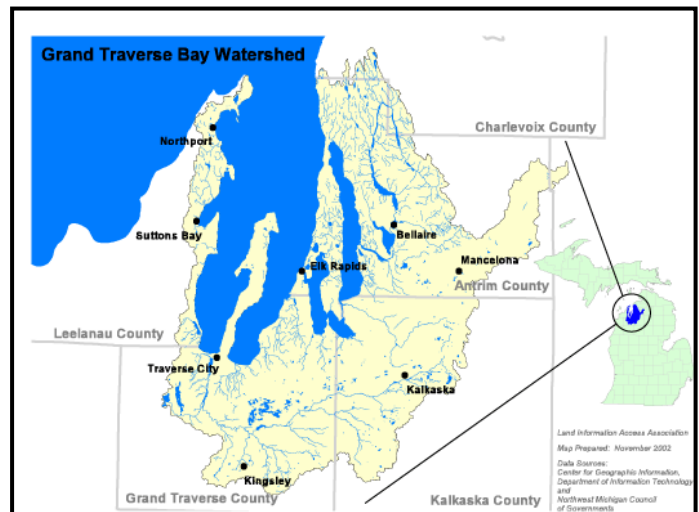 Grand Traverse Bay Watershed
Charlevoix County
Northport
Suttons Bay
Bellaire
Mancelona
Elk Rapids
Antrim County
Leelanau County
Traverse City
Kalkaska
Kingsley
Grand Traverse County
Kalkaska County
Land Information Access Association
Map Prepared: November 2002
Data Sources:
Center for Geographic Information,
Department of Information Technology
and
Northwest Michigan Council
of Governments